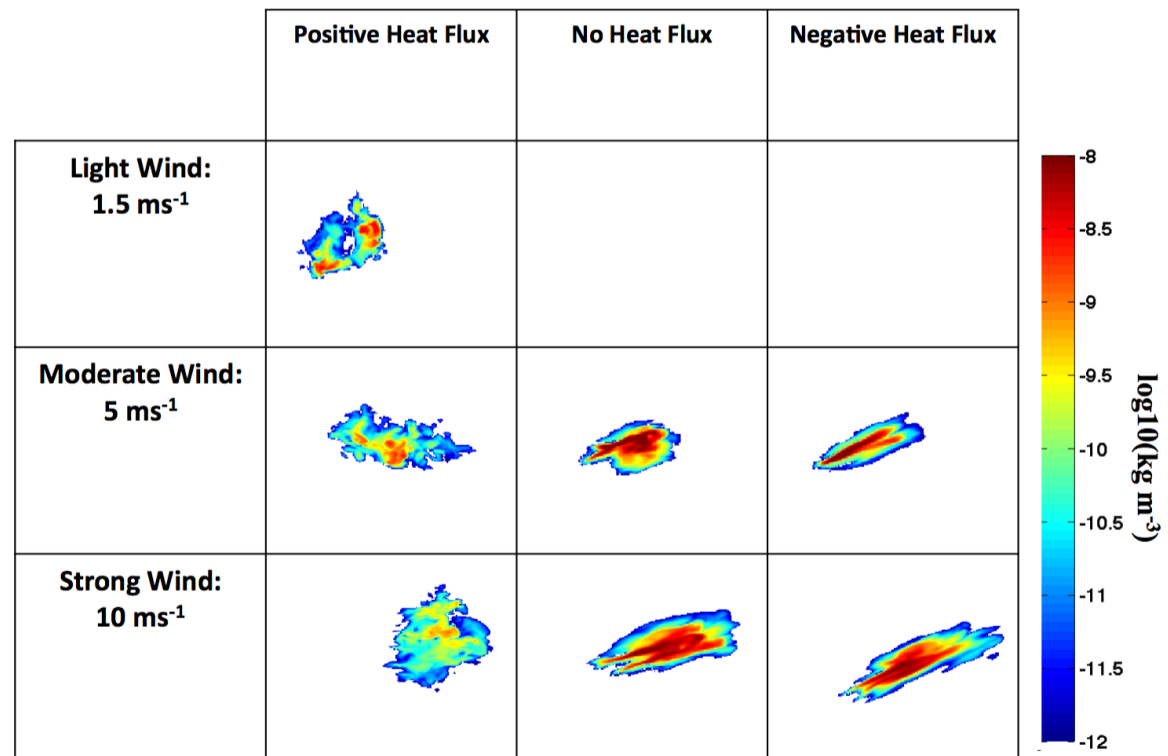 Positive Heat Flux
No Heat Flux
Negative Heat Flux
Light Wind:
1.5 ms⁻¹
Moderate Wind:
5 ms⁻¹
Strong Wind:
10 ms⁻¹
-8
-8.5
-9
-9.5
-10
-10.5
-11
-11.5
-12
log10(kg m⁻³)